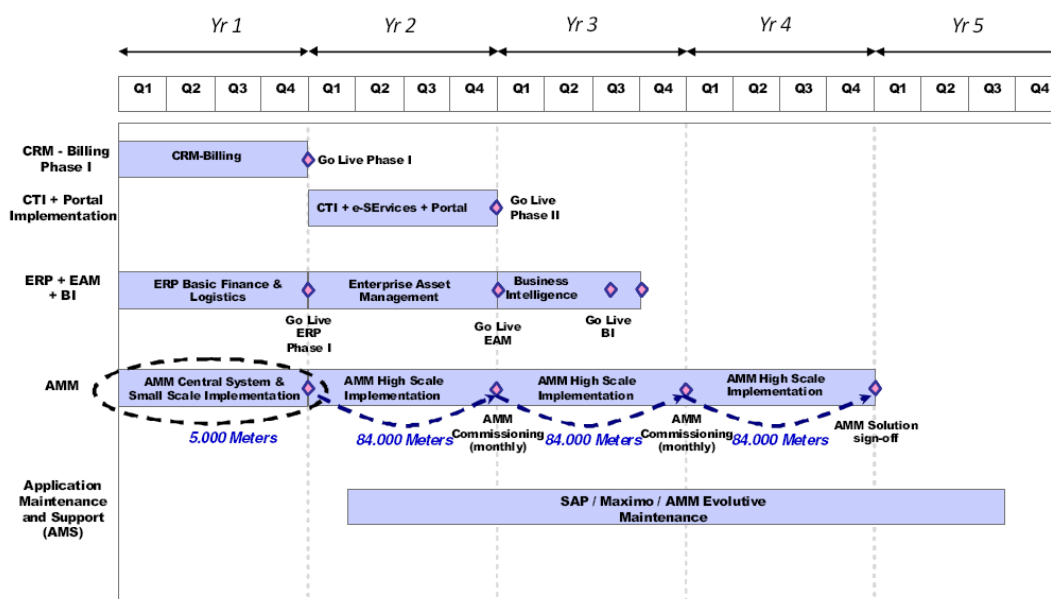 Yr 1 Yr 2 Yr 3 Yr 4 Yr 5
Q1 Q2 Q3 Q4 Q1 Q2 Q3 Q4 Q1 Q2 Q3 Q4 Q1 Q2 Q3 Q4 Q1 Q2 Q3 Q4
CRM - Billing
Phase I
CRM-Billing
Go Live Phase I
CTI + Portal
Implementation
CTI + e-SErvices + Portal
Go Live
Phase II
ERP + EAM
+ BI
ERP Basic Finance &
Logistics
Enterprise Asset
Management
Business
Intelligence
Go Live
ERP
Phase I
Go Live
EAM
Go Live
BI
AMM
AMM Central System &
Small Scale Implementation
AMM High Scale
Implementation
AMM High Scale
Implementation
AMM High Scale
Implementation
5.000 Meters
84.000 Meters
AMM
Commissioning
(monthly)
84.000 Meters
AMM
Commissioning
(monthly)
84.000 Meters
AMM Solution
sign-off
Application
Maintenance
and Support
(AMS)
SAP / Maximo / AMM Evolutive
Maintenance